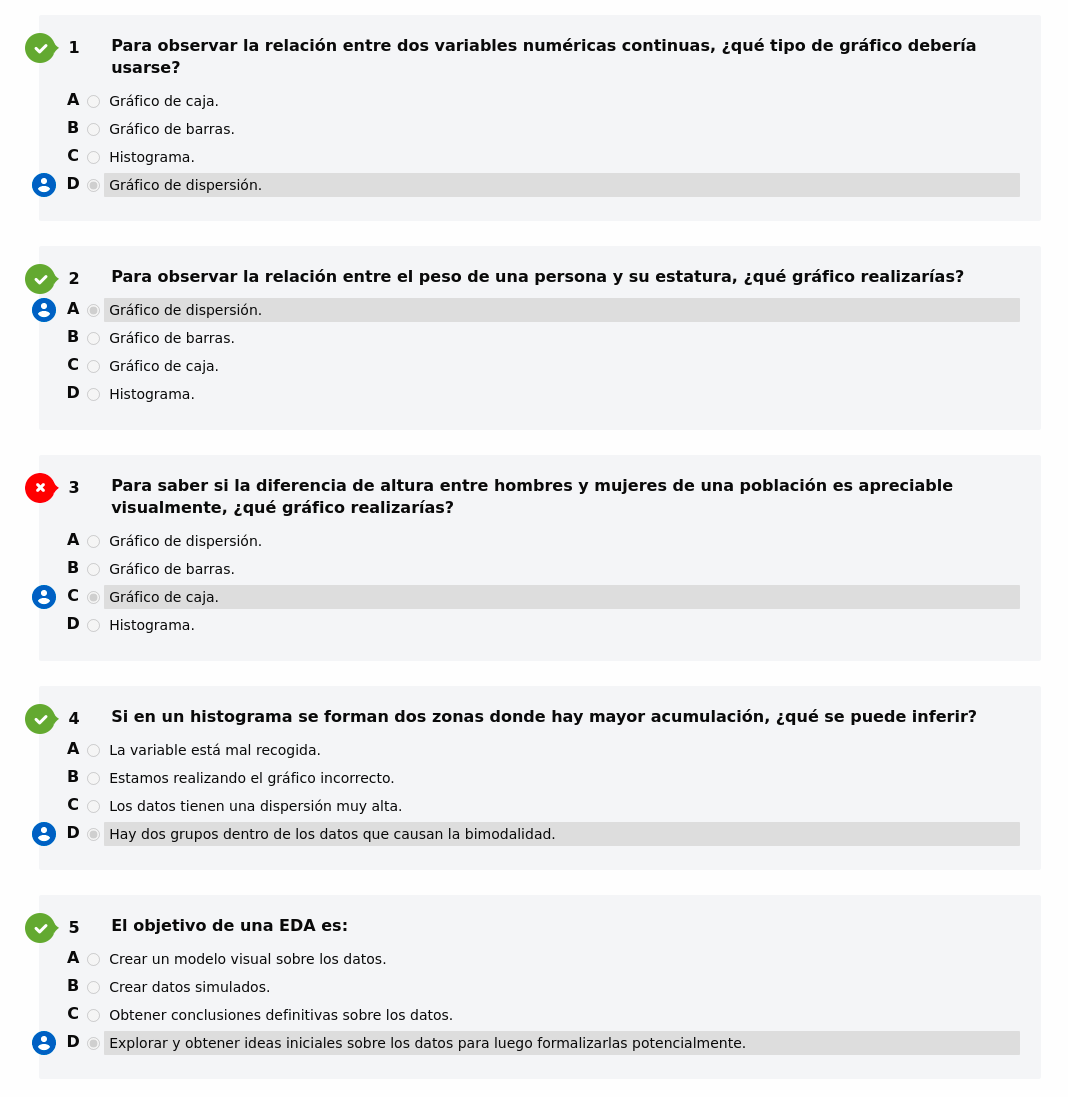 1 Para observar la relación entre dos variables numéricas continuas, ¿qué tipo de gráfico debería
usarse?
A Gráfico de caja.
B Gráfico de barras.
C Histograma.
D Gráfico de dispersión.
2 Para observar la relación entre el peso de una persona y su estatura, ¿qué gráfico realizarías?
A Gráfico de dispersión.
B Gráfico de barras.
C Gráfico de caja.
D Histograma.
3 Para saber si la diferencia de altura entre hombres y mujeres de una población es apreciable
visualmente, ¿qué gráfico realizarías?
A Gráfico de dispersión.
B Gráfico de barras.
C Gráfico de caja.
D Histograma.
4 Si en un histograma se forman dos zonas donde hay mayor acumulación, ¿qué se puede inferir?
A La variable está mal recogida.
B Estamos realizando el gráfico incorrecto.
C Los datos tienen una dispersión muy alta.
D Hay dos grupos dentro de los datos que causan la bimodalidad.
5 El objetivo de una EDA es:
A Crear un modelo visual sobre los datos.
B Crear datos simulados.
C Obtener conclusiones definitivas sobre los datos.
D Explorar y obtener ideas iniciales sobre los datos para luego formalizarlas potencialmente.